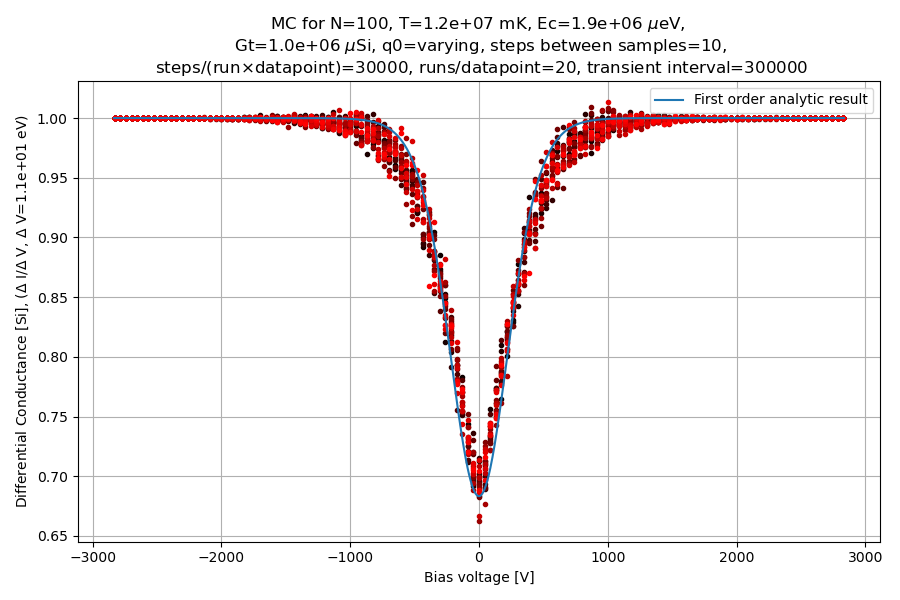 MC for N=100, T=1.2e+07 mK, Ec=1.9e+06 μeV,
Gt=1.0e+06 μSi, q0=varying, steps between samples=10,
steps/(run×datapoint)=30000, runs/datapoint=20, transient interval=300000
First order analytic result
Differential Conductance [Si], (Δ I/Δ V, Δ V=1.1e+01 eV)
1.00
0.95
0.90
0.85
0.80
0.75
0.70
0.65
−3000 −2000 −1000 0 1000 2000 3000
Bias voltage [V]